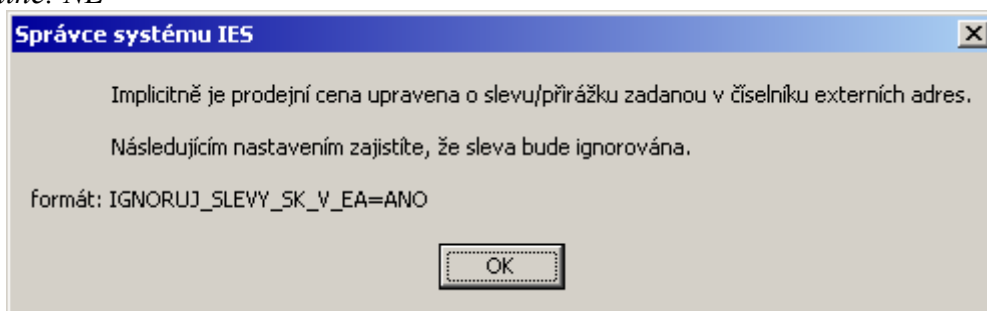 NE
Správce systému IES
Implicitně je prodejní cena upravena o slevu/přirážku zadanou v číselníku externích adres.
Následujícím nastavením zajistíte, že sleva bude ignorována.
formát: IGNORUJ_SLEVY_SK_V_EA=ANO
OK